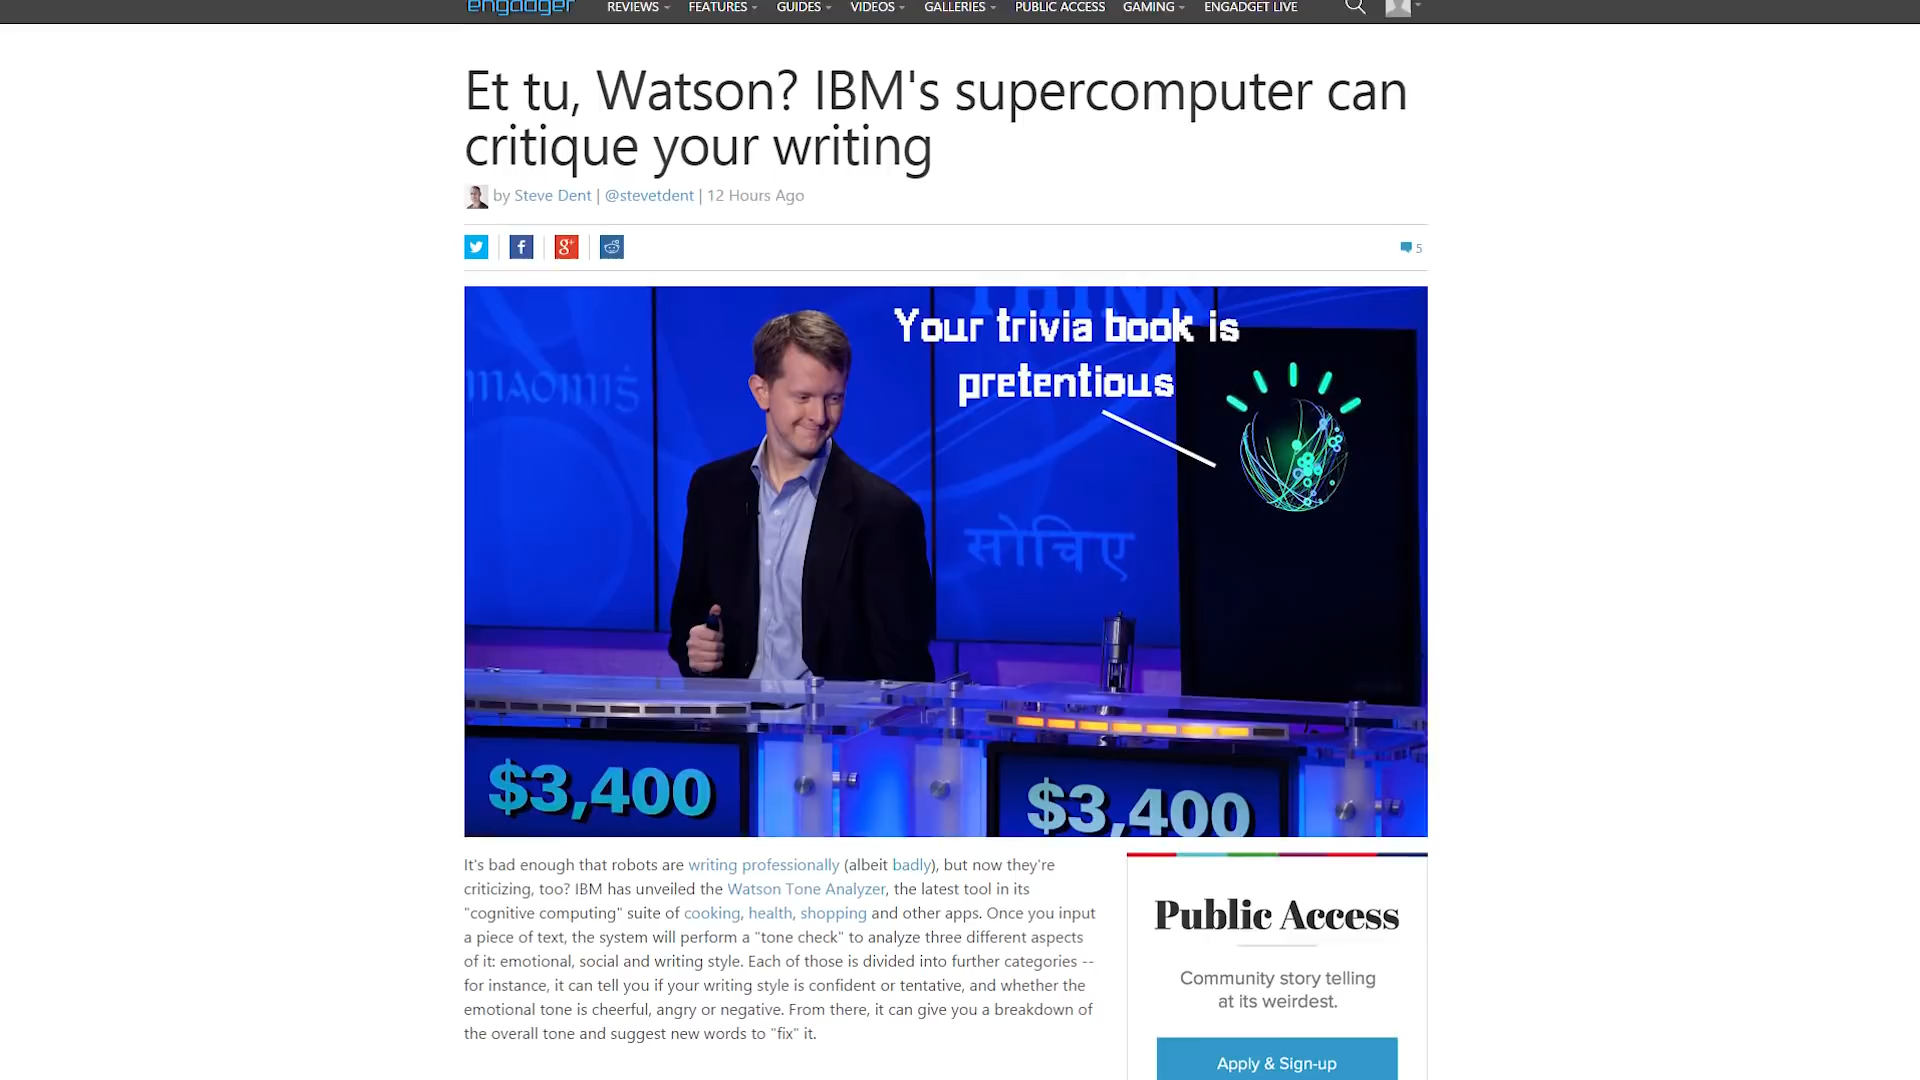 engadget
REVIEWS FEATURES GUIDES VIDEOS GALLERIES PUBLIC ACCESS GAMING ENGADGET LIVE
Et tu, Watson? IBM's supercomputer can
critique your writing
by Steve Dent | @stevetdent | 12 Hours Ago
5
THINK
Your trivia book is
pretentious
सोचिए
$3,400
$3,400
It's bad enough that robots are writing professionally (albeit badly), but now they're
criticizing, too? IBM has unveiled the Watson Tone Analyzer, the latest tool in its
"cognitive computing" suite of cooking, health, shopping and other apps. Once you input
a piece of text, the system will perform a "tone check" to analyze three different aspects
of it: emotional, social and writing style. Each of those is divided into further categories --
for instance, it can tell you if your writing style is confident or tentative, and whether the
emotional tone is cheerful, angry or negative. From there, it can give you a breakdown of
the overall tone and suggest new words to "fix" it.
Public Access
Community story telling
at its weirdest.
Apply & Sign-up